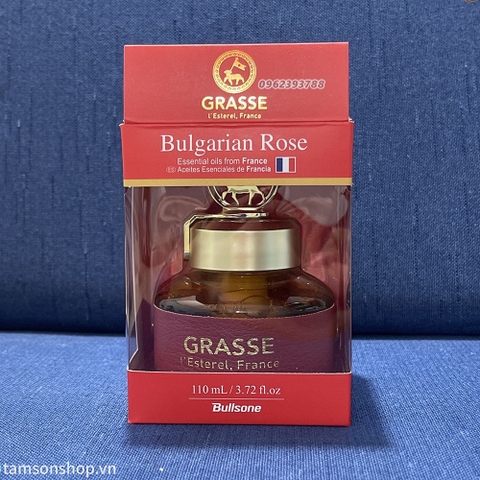 0962393788
GRASSE
l'Esterel, France
Bulgarian Rose
Essential oils from France
(ES) Aceites Esenciales de Francia
GRASSE
l'Esterel, France
110 mL / 3.72 fl.oz
Bullsone
tamsonshop.vn